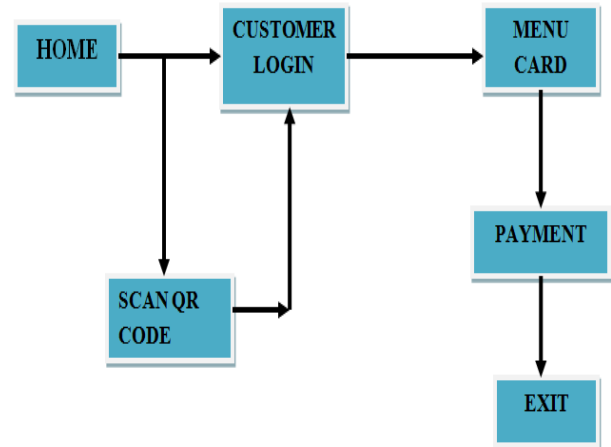 HOME
CUSTOMER
LOGIN
MENU
CARD
SCAN QR
CODE
PAYMENT
EXIT